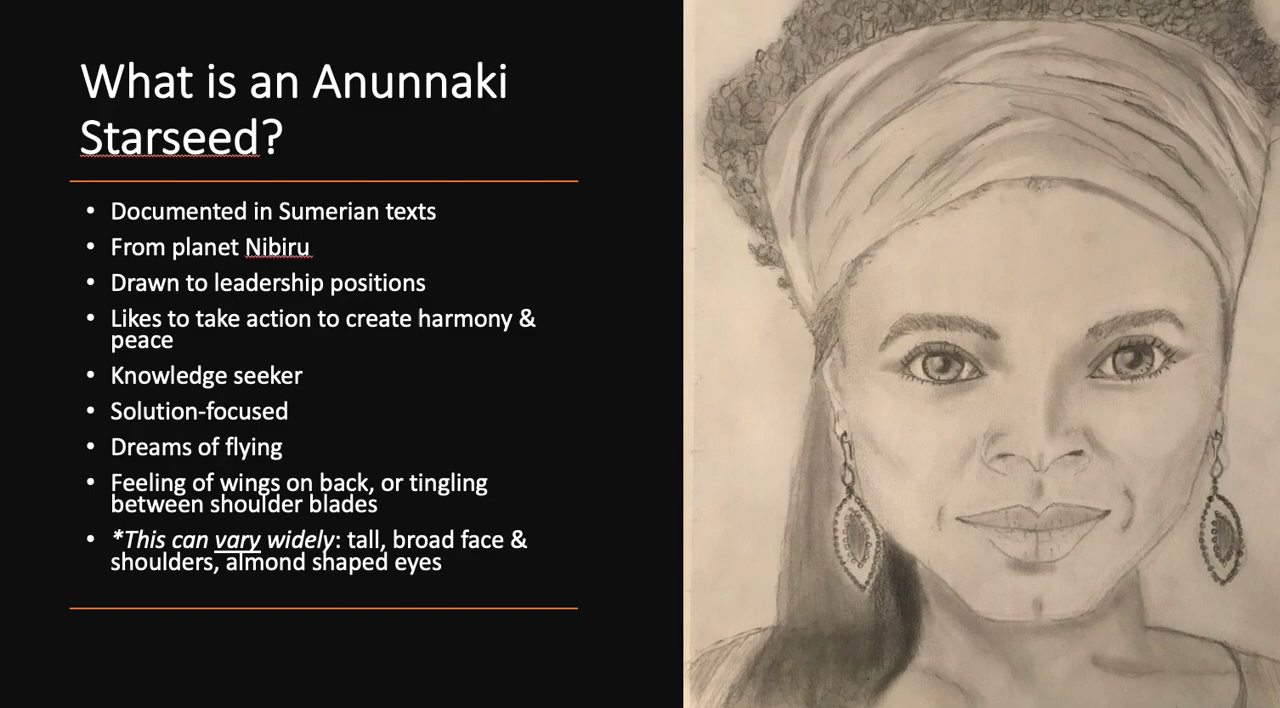 What is an Anunnaki
Starseed?
• Documented in Sumerian texts
• From planet Nibiru
• Drawn to leadership positions
• Likes to take action to create harmony &
peace
• Knowledge seeker
• Solution-focused
• Dreams of flying
• Feeling of wings on back, or tingling
between shoulder blades
• *This can vary widely: tall, broad face &
shoulders, almond shaped eyes